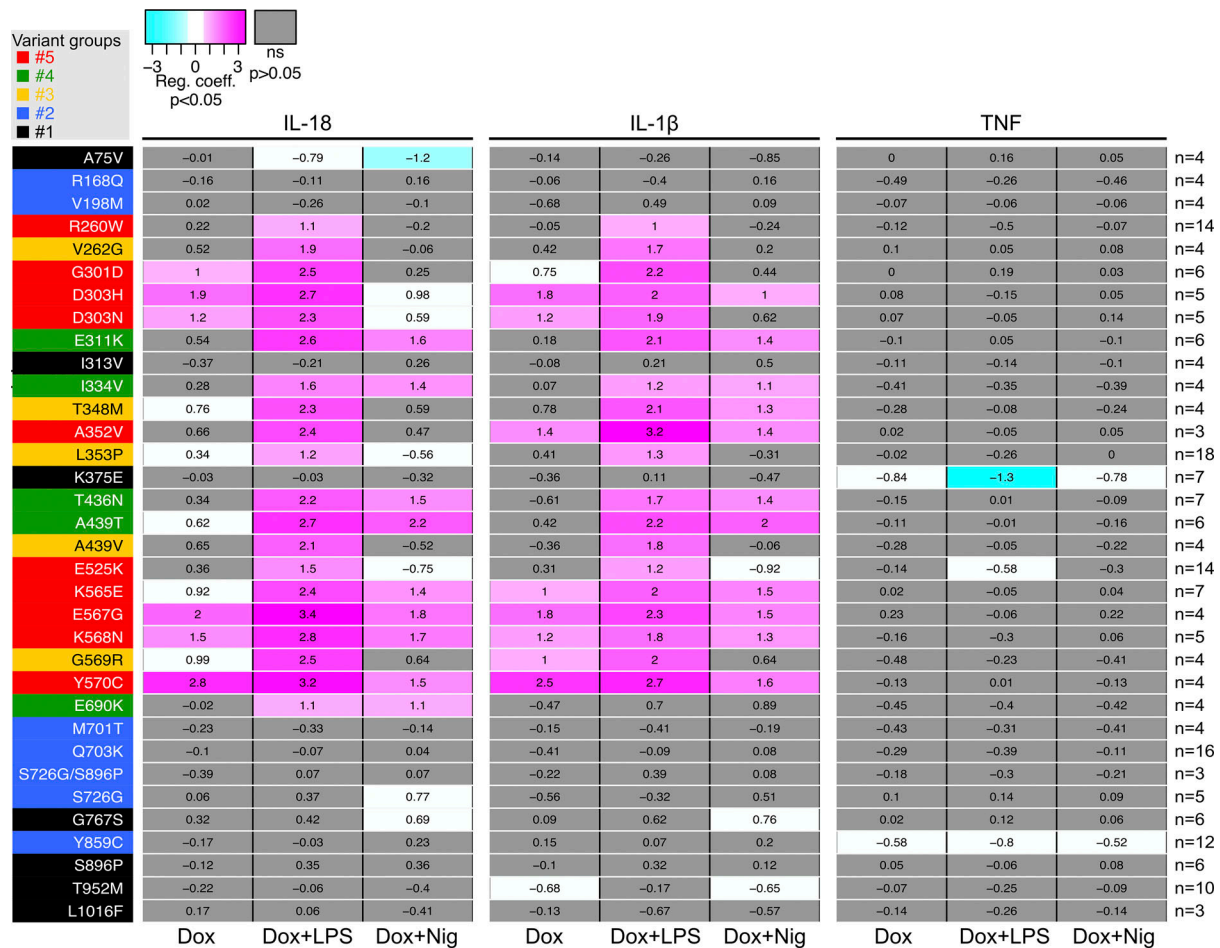 Variant groups
#5
#4
#3
#2
#1
−3 0 3
Reg. coeff.
p<0.05
ns
p>0.05
IL-18 IL-1β TNF
A75V −0.01 −0.79 −1.2 −0.14 −0.26 −0.85 0 0.16 0.05 n=4
R168Q −0.16 −0.11 0.16 −0.06 −0.4 0.16 −0.49 −0.26 −0.46 n=4
V198M 0.02 −0.26 −0.1 −0.68 0.49 0.09 −0.07 −0.06 −0.06 n=4
R260W 0.22 1.1 −0.2 −0.05 1 −0.24 −0.12 −0.5 −0.07 n=14
V262G 0.52 1.9 −0.06 0.42 1.7 0.2 0.1 0.05 0.08 n=4
G301D 1 2.5 0.25 0.75 2.2 0.44 0 0.19 0.03 n=6
D303H 1.9 2.7 0.98 1.8 2 1 0.08 −0.15 0.05 n=5
D303N 1.2 2.3 0.59 1.2 1.9 0.62 0.07 −0.05 0.14 n=5
E311K 0.54 2.6 1.6 0.18 2.1 1.4 −0.1 0.05 −0.1 n=6
I313V −0.37 −0.21 0.26 −0.08 0.21 0.5 −0.11 −0.14 −0.1 n=4
I334V 0.28 1.6 1.4 0.07 1.2 1.1 −0.41 −0.35 −0.39 n=4
T348M 0.76 2.3 0.59 0.78 2.1 1.3 −0.28 −0.08 −0.24 n=4
A352V 0.66 2.4 0.47 1.4 3.2 1.4 0.02 −0.05 0.05 n=3
L353P 0.34 1.2 −0.56 0.41 1.3 −0.31 −0.02 −0.26 0 n=18
K375E −0.03 −0.03 −0.32 −0.36 0.11 −0.47 −0.84 −1.3 −0.78 n=7
T436N 0.34 2.2 1.5 −0.61 1.7 1.4 −0.15 0.01 −0.09 n=7
A439T 0.62 2.7 2.2 0.42 2.2 2 −0.11 −0.01 −0.16 n=6
A439V 0.65 2.1 −0.52 −0.36 1.8 −0.06 −0.28 −0.05 −0.22 n=4
E525K 0.36 1.5 −0.75 0.31 1.2 −0.92 −0.14 −0.58 −0.3 n=14
K565E 0.92 2.4 1.4 1 2 1.5 0.02 −0.05 0.04 n=7
E567G 2 3.4 1.8 1.8 2.3 1.5 0.23 −0.06 0.22 n=4
K568N 1.5 2.8 1.7 1.2 1.8 1.3 −0.16 −0.3 0.06 n=5
G569R 0.99 2.5 0.64 1 2 0.64 −0.48 −0.23 −0.41 n=4
Y570C 2.8 3.2 1.5 2.5 2.7 1.6 −0.13 0.01 −0.13 n=4
E690K −0.02 1.1 1.1 −0.47 0.7 0.89 −0.45 −0.4 −0.42 n=4
M701T −0.23 −0.33 −0.14 −0.15 −0.41 −0.19 −0.43 −0.31 −0.41 n=4
Q703K −0.1 −0.07 0.04 −0.41 −0.09 0.08 −0.29 −0.39 −0.11 n=16
S726G/S896P −0.39 0.07 0.07 −0.22 0.39 0.08 −0.18 −0.3 −0.21 n=3
S726G 0.06 0.37 0.77 −0.56 −0.32 0.51 0.1 0.14 0.09 n=5
G767S 0.32 0.42 0.69 0.09 0.62 0.76 0.02 0.12 0.06 n=6
Y859C −0.17 −0.03 0.23 0.15 0.07 0.2 −0.58 −0.8 −0.52 n=12
S896P −0.12 0.35 0.36 −0.1 0.32 0.12 0.05 −0.06 0.08 n=6
T952M −0.22 −0.06 −0.4 −0.68 −0.17 −0.65 −0.07 −0.25 −0.09 n=10
L1016F 0.17 0.06 −0.41 −0.13 −0.67 −0.57 −0.14 −0.26 −0.14 n=3
Dox Dox+LPS Dox+Nig Dox Dox+LPS Dox+Nig Dox Dox+LPS Dox+Nig